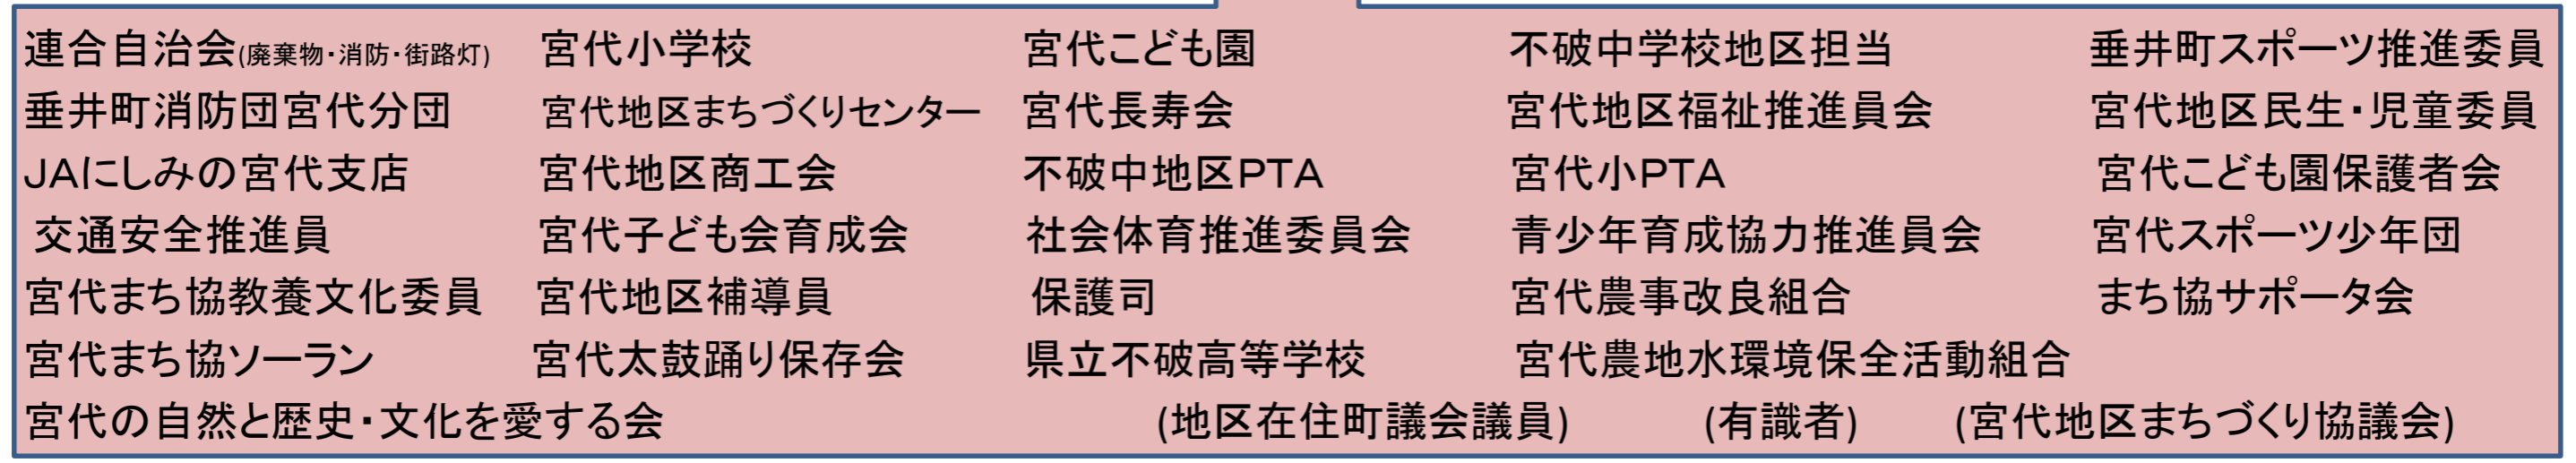 連合自治会(廃棄物・消防・街路灯) 宮代小学校 宮代こども園 不破中学校地区担当 垂井町スポーツ推進委員
垂井町消防団宮代分団 宮代地区まちづくりセンター 宮代長寿会 宮代地区福祉推進員会 宮代地区民生・児童委員
JAにしみの宮代支店 宮代地区商工会 不破中地区PTA 宮代小PTA 宮代こども園保護者会
交通安全推進員 宮代子ども会育成会 社会体育推進委員会 青少年育成協力推進員会 宮代スポーツ少年団
宮代まち協教養文化委員 宮代地区補導員 保護司 宮代農事改良組合 まち協サポータ会
宮代まち協ソーラン 宮代太鼓踊り保存会 県立不破高等学校 宮代農地水環境保全活動組合
宮代の自然と歴史・文化を愛する会 (地区在住町議会議員) (有識者) (宮代地区まちづくり協議会)